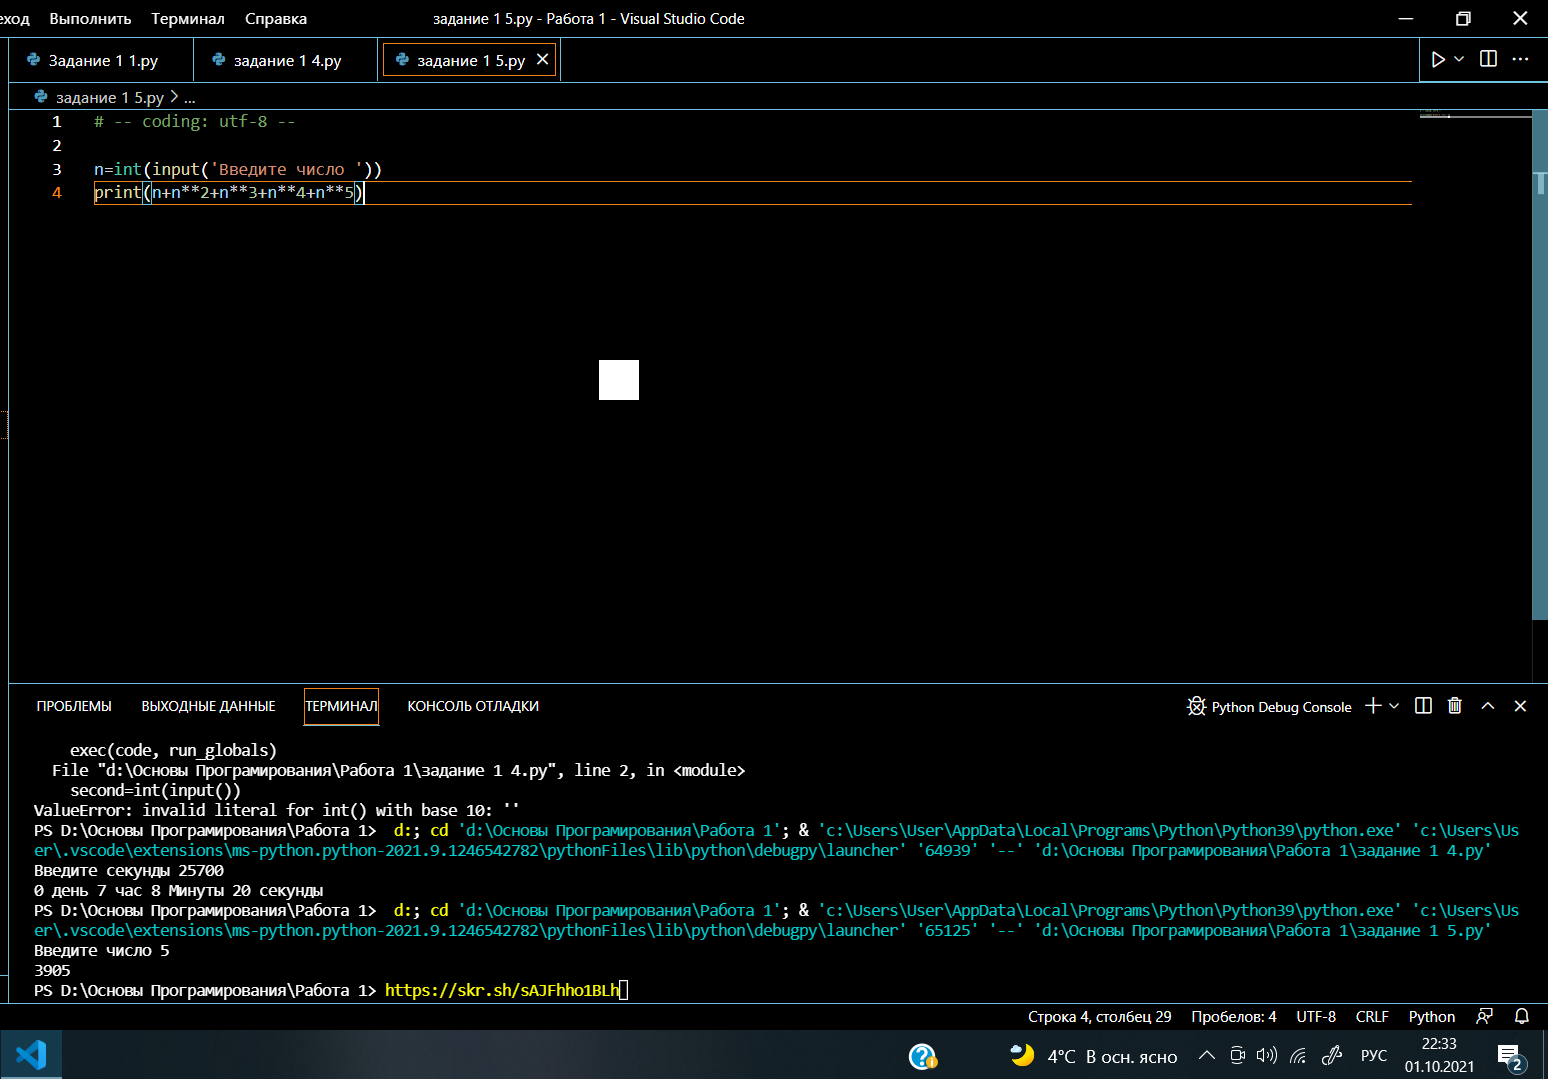 Выполнить Терминал Справка задание 1 5.py - Работа 1 - Visual Studio Code
Задание 1 1.py задание 1 4.py задание 1 5.py
задание 1 5.py > ...
1 # -- coding: utf-8 --
2
3 n=int(input('Введите число '))
4 print(n+n**2+n**3+n**4+n**5)
ПРОБЛЕМЫ ВЫХОДНЫЕ ДАННЫЕ ТЕРМИНАЛ КОНСОЛЬ ОТЛАДКИ Python Debug Console
exec(code, run_globals)
File "d:\Основы Програмирования\Работа 1\задание 1 4.py", line 2, in <module>
second=int(input())
ValueError: invalid literal for int() with base 10: ''
PS D:\Основы Програмирования\Работа 1> d:; cd 'd:\Основы Програмирования\Работа 1'; & 'c:\Users\User\AppData\Local\Programs\Python\Python39\python.exe' 'c:\Users\Us
er\.vscode\extensions\ms-python.python-2021.9.1246542782\pythonFiles\lib\python\debugpy\launcher' '64939' '--' 'd:\Основы Програмирования\Работа 1\задание 1 4.py'
Введите секунды 25700
0 день 7 час 8 Минуты 20 секунды
PS D:\Основы Програмирования\Работа 1> d:; cd 'd:\Основы Програмирования\Работа 1'; & 'c:\Users\User\AppData\Local\Programs\Python\Python39\python.exe' 'c:\Users\Us
er\.vscode\extensions\ms-python.python-2021.9.1246542782\pythonFiles\lib\python\debugpy\launcher' '65125' '--' 'd:\Основы Програмирования\Работа 1\задание 1 5.py'
Введите число 5
3905
PS D:\Основы Програмирования\Работа 1> https://skr.sh/sAJFhho1BLh
Строка 4, столбец 29 Пробелов: 4 UTF-8 CRLF Python
4°C В осн. ясно РУС 22:33
01.10.2021 2